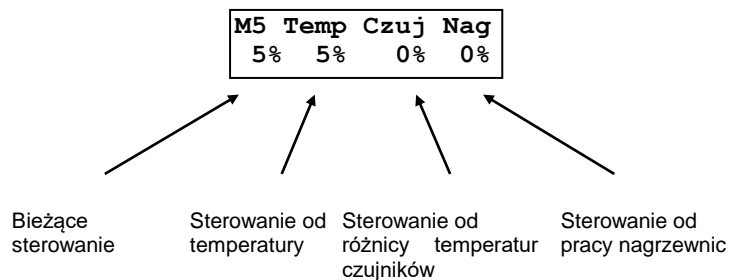 M5 Temp Czuj Nag
5% 5% 0% 0%
Bieżące sterowanie
Sterowanie od temperatury
Sterowanie od różnicy temperatur czujników
Sterowanie od pracy nagrzewnic